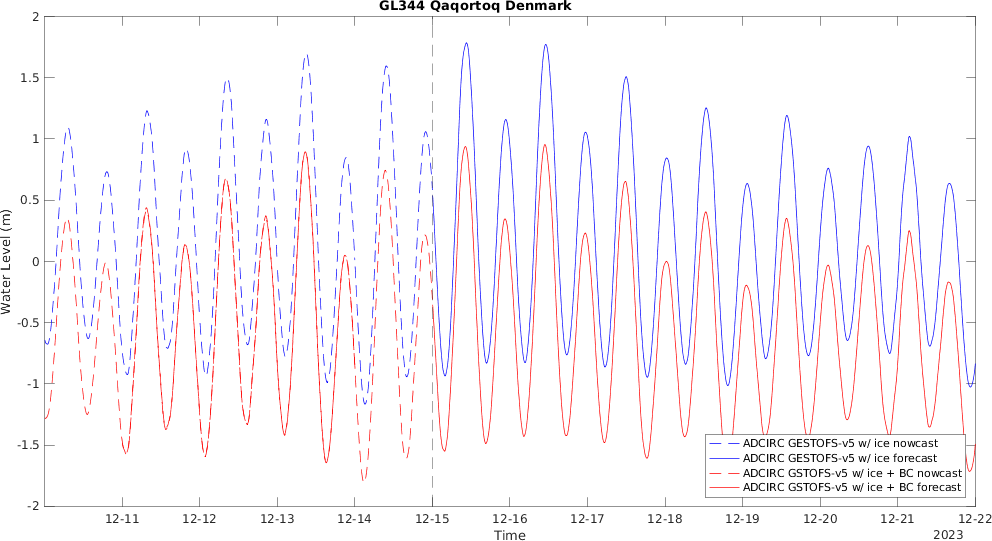 GL344 Qaqortoq Denmark
2
1.5
1
0.5
0
-0.5
-1
-1.5
-2
Water Level (m)
ADCIRC GESTOFS-v5 w/ ice nowcast
ADCIRC GESTOFS-v5 w/ ice forecast
ADCIRC GSTOFS-v5 w/ ice + BC nowcast
ADCIRC GSTOFS-v5 w/ ice + BC forecast
12-11 12-12 12-13 12-14 12-15 12-16 12-17 12-18 12-19 12-20 12-21 12-22
Time
2023